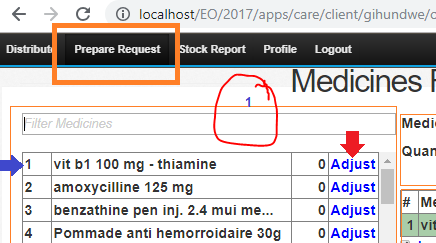 localhost/EO/2017/apps/care/client/gihundwe/
Distribute Prepare Request Stock Report Profile Logout
Medicines
1
Filter Medicines
Medi
Quan
1 vit b1 100 mg - thiamine 0 Adjust
2 amoxycilline 125 mg 0 Adjust
3 benzathine pen inj. 2.4 mui me... 0 Adjust
4 Pommade anti hemorroidaire 30g 0 Adjust
# Me
1 vit